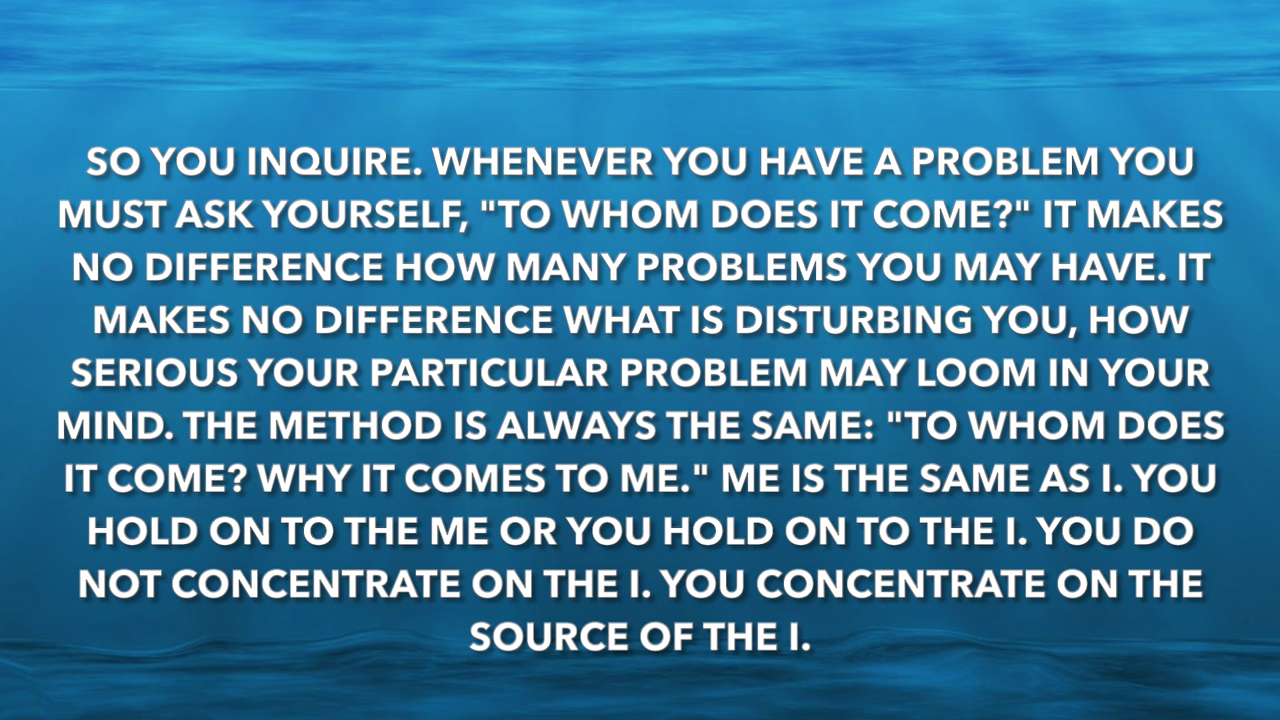 SO YOU INQUIRE. WHENEVER YOU HAVE A PROBLEM YOU
MUST ASK YOURSELF, "TO WHOM DOES IT COME?" IT MAKES
NO DIFFERENCE HOW MANY PROBLEMS YOU MAY HAVE. IT
MAKES NO DIFFERENCE WHAT IS DISTURBING YOU, HOW
SERIOUS YOUR PARTICULAR PROBLEM MAY LOOM IN YOUR
MIND. THE METHOD IS ALWAYS THE SAME: "TO WHOM DOES
IT COME? WHY IT COMES TO ME." ME IS THE SAME AS I. YOU
HOLD ON TO THE ME OR YOU HOLD ON TO THE I. YOU DO
NOT CONCENTRATE ON THE I. YOU CONCENTRATE ON THE
SOURCE OF THE I.